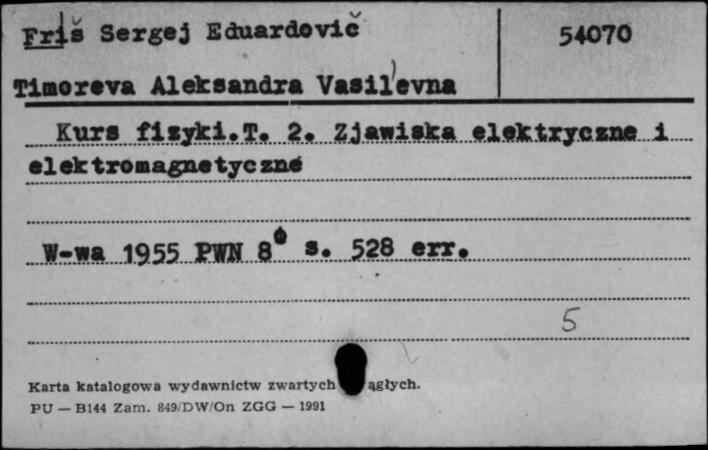 Friš Sergej Eduardovič
54070
Timoreva Aleksandra Vasil'evna
Kurs fizyki.T. 2. Zjawiska elektryczne i
elektromagnetyczne
W-wa 1955 PWN 8° s. 528 err.
5
Karta katalogowa wydawnictw zwartych ągłych.
PU — B144 Zam. 849/DW/On ZGG — 1991